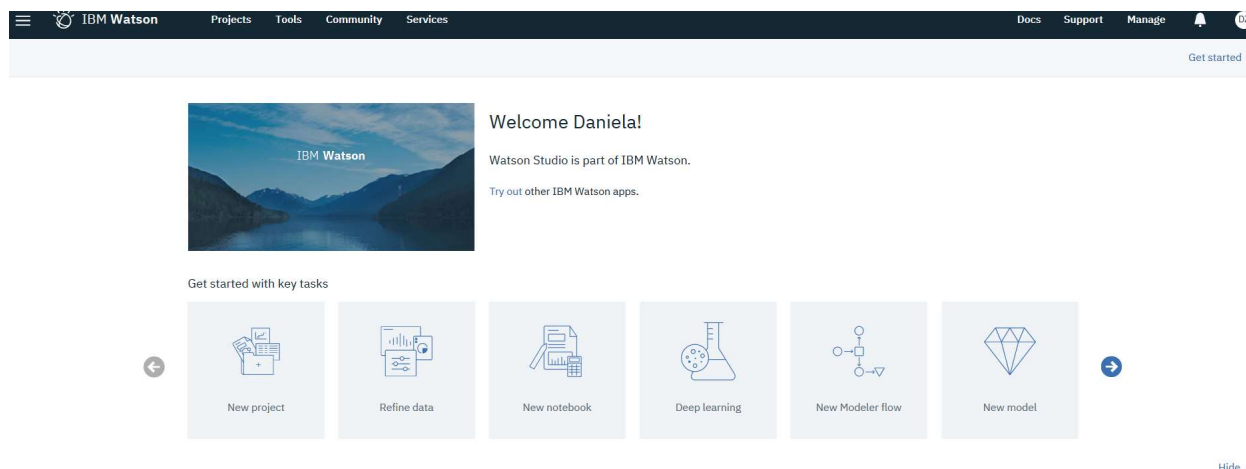 IBM Watson Projects Tools Community Services Docs Support Manage
Get started
IBM Watson
Welcome Daniela!
Watson Studio is part of IBM Watson.
Try out other IBM Watson apps.
Get started with key tasks
New project Refine data New notebook Deep learning New Modeler flow New model
Hide